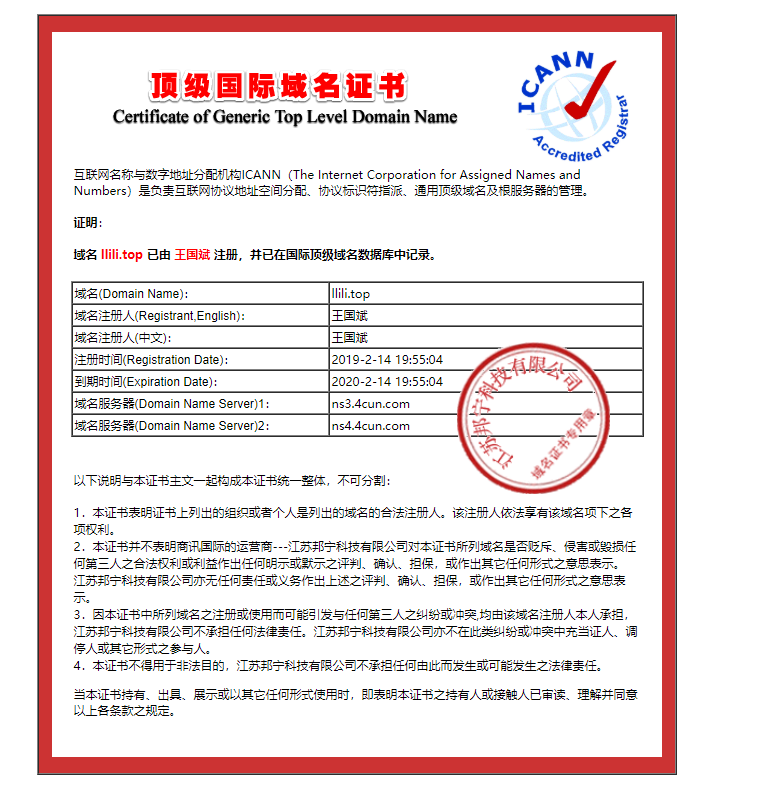 顶级国际域名证书
Certificate of Generic Top Level Domain Name
ICANN
Accredited Registrar
互联网名称与数字地址分配机构ICANN（The Internet Corporation for Assigned Names and
Numbers）是负责互联网协议地址空间分配、协议标识符指派、通用顶级域名及根服务器的管理。
证明：
域名 llili.top 已由 王国斌 注册，并已在国际顶级域名数据库中记录。
域名(Domain Name)： llili.top
域名注册人(Registrant,English)： 王国斌
域名注册人(中文)： 王国斌
注册时间(Registration Date)： 2019-2-14 19:55:04
到期时间(Expiration Date)： 2020-2-14 19:55:04
域名服务器(Domain Name Server)1： ns3.4cun.com
域名服务器(Domain Name Server)2： ns4.4cun.com
江苏邦宁科技有限公司
域名证书专用章
以下说明与本证书主文一起构成本证书统一整体，不可分割：
1．本证书表明证书上列出的组织或者个人是列出的域名的合法注册人。该注册人依法享有该域名项下之各
项权利。
2．本证书并不表明商讯国际的运营商---江苏邦宁科技有限公司对本证书所列域名是否贬斥、侵害或毁损任
何第三人之合法权利或利益作出任何明示或默示之评判、确认、担保，或作出其它任何形式之意思表示。
江苏邦宁科技有限公司亦无任何责任或义务作出上述之评判、确认、担保，或作出其它任何形式之意思表
示。
3．因本证书中所列域名之注册或使用而可能引发与任何第三人之纠纷或冲突,均由该域名注册人本人承担，
江苏邦宁科技有限公司不承担任何法律责任。江苏邦宁科技有限公司亦不在此类纠纷或冲突中充当证人、调
停人或其它形式之参与人。
4．本证书不得用于非法目的，江苏邦宁科技有限公司不承担任何由此而发生或可能发生之法律责任。
当本证书持有、出具、展示或以其它任何形式使用时，即表明本证书之持有人或接触人已审读、理解并同意
以上各条款之规定。